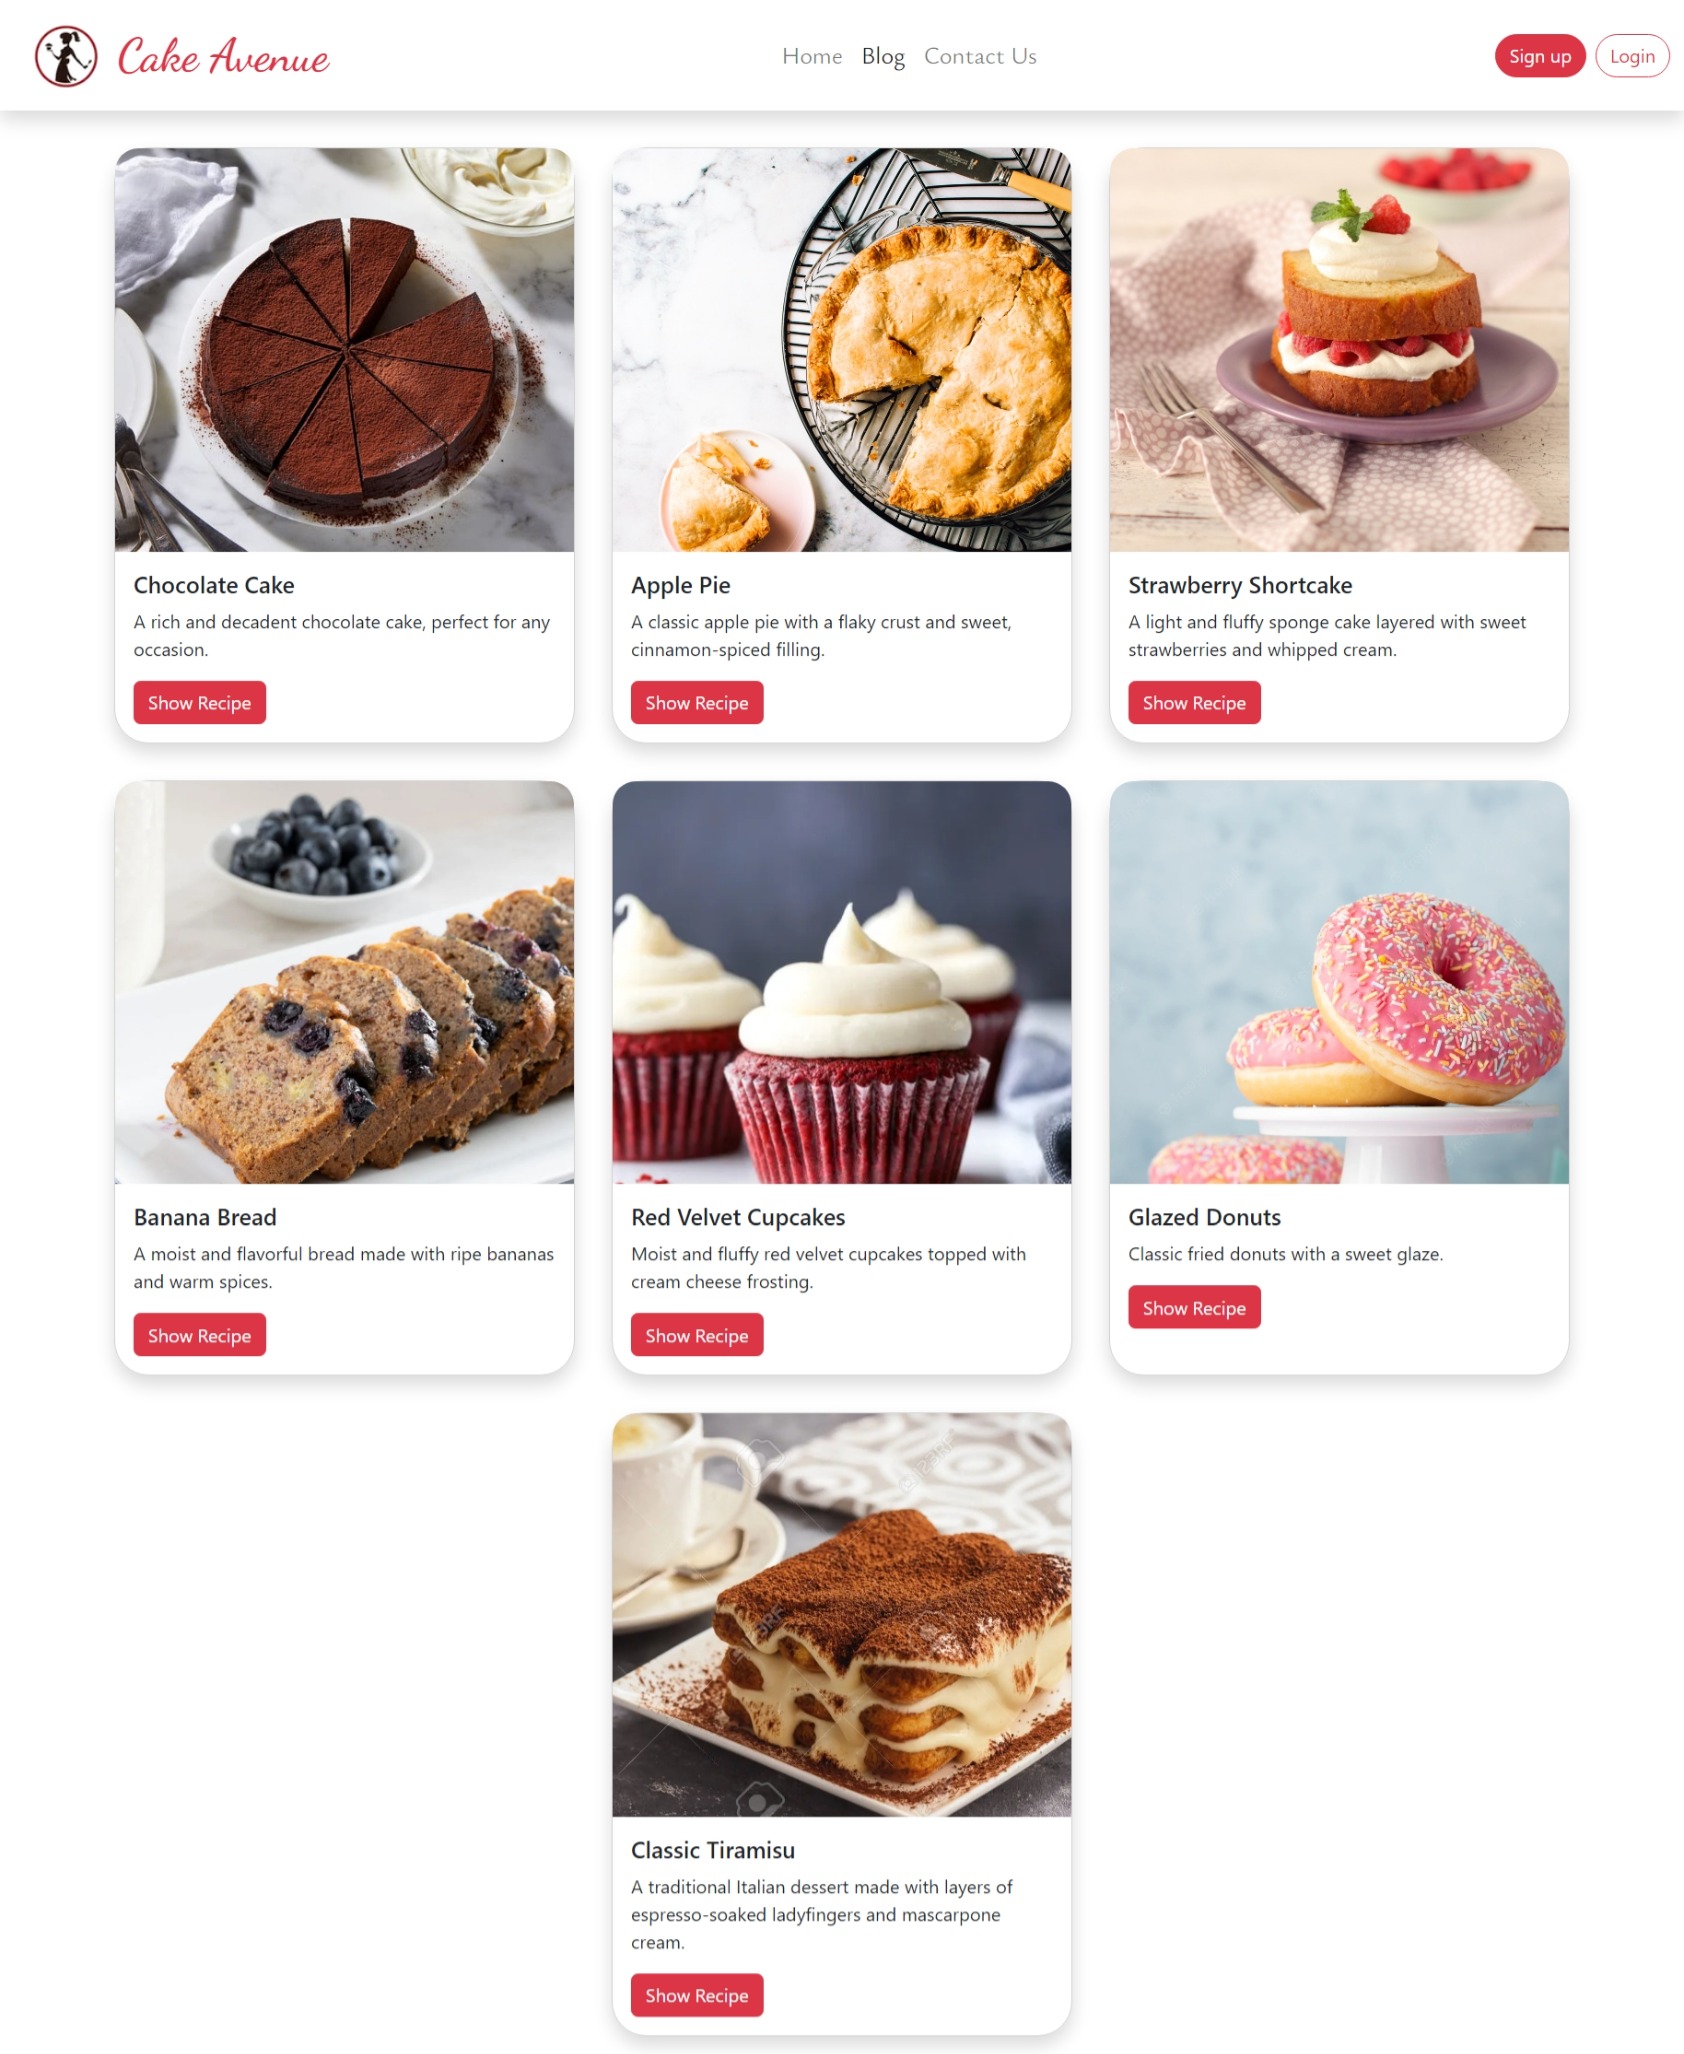 Cake Avenue
Home Blog Contact Us
Sign up Login
Chocolate Cake
A rich and decadent chocolate cake, perfect for any
occasion.
Show Recipe
Apple Pie
A classic apple pie with a flaky crust and sweet,
cinnamon-spiced filling.
Show Recipe
Strawberry Shortcake
A light and fluffy sponge cake layered with sweet
strawberries and whipped cream.
Show Recipe
Banana Bread
A moist and flavorful bread made with ripe bananas
and warm spices.
Show Recipe
Red Velvet Cupcakes
Moist and fluffy red velvet cupcakes topped with
cream cheese frosting.
Show Recipe
Glazed Donuts
Classic fried donuts with a sweet glaze.
Show Recipe
©123RF
Classic Tiramisu
A traditional Italian dessert made with layers of
espresso-soaked ladyfingers and mascarpone
cream.
Show Recipe